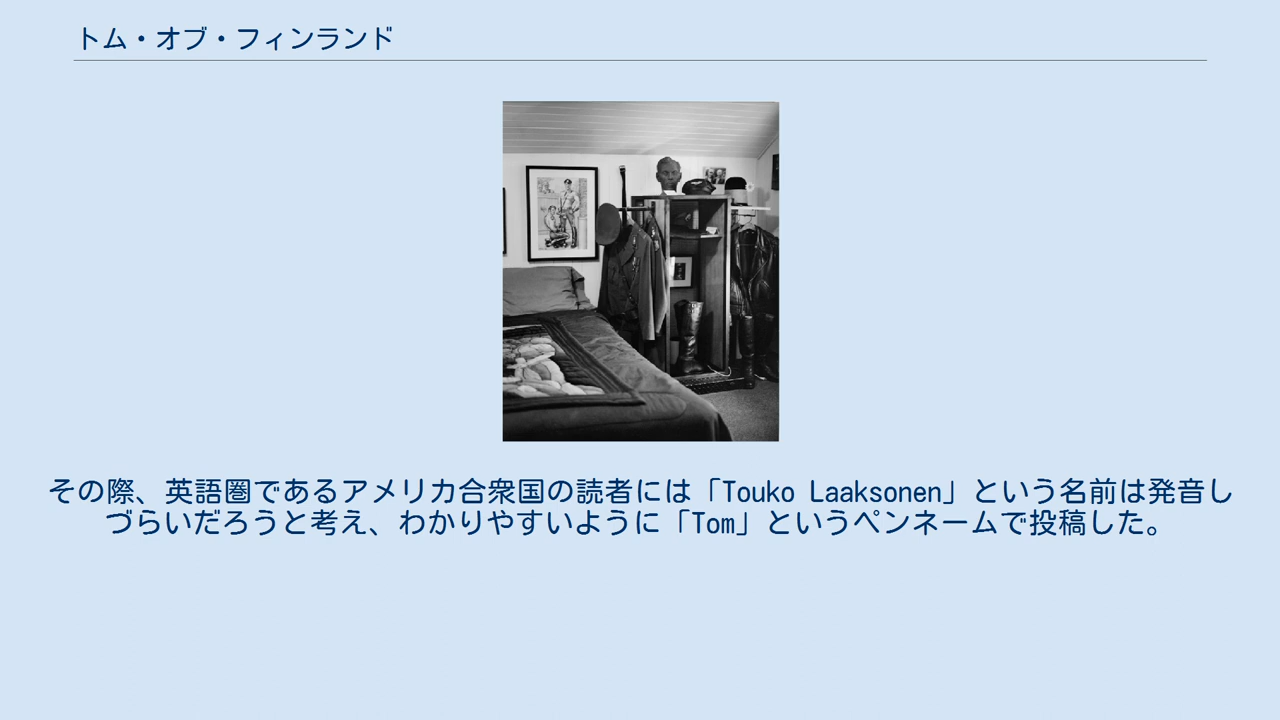 トム・オブ・フィンランド
その際、英語圏であるアメリカ合衆国の読者には「Touko Laaksonen」という名前は発音し
づらいだろうと考え、わかりやすいように「Tom」というペンネームで投稿した。